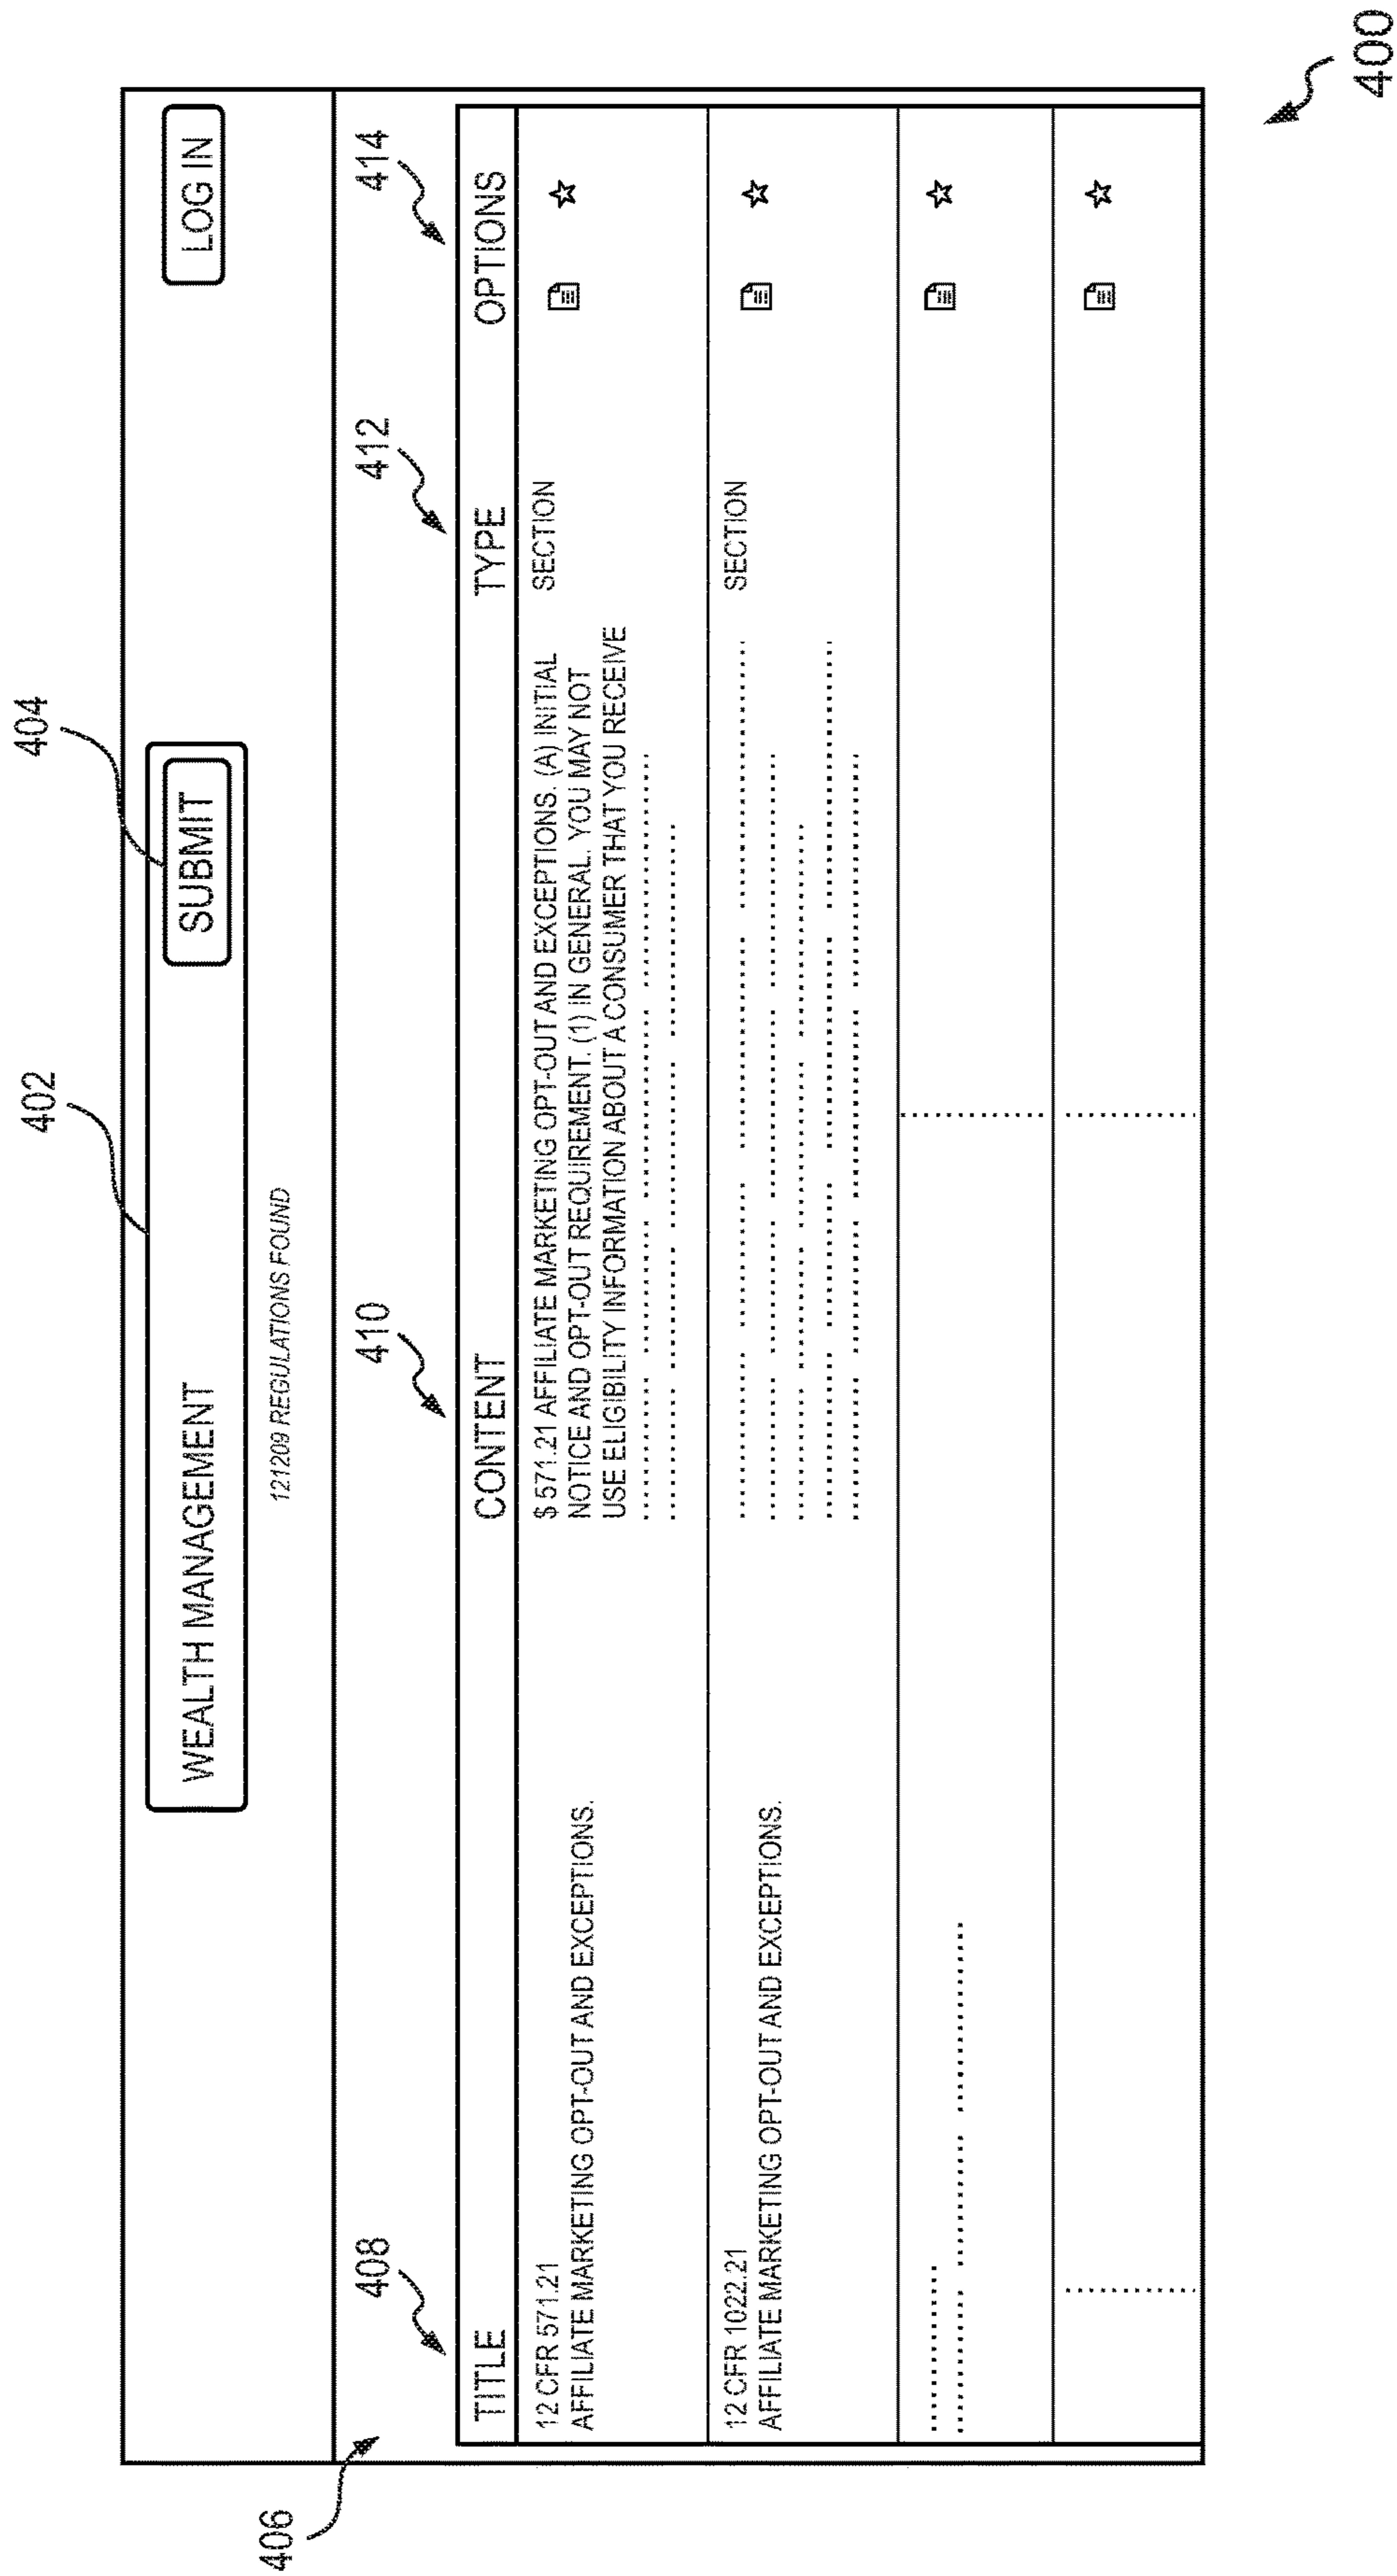 402
404
WEALTH MANAGEMENT
SUBMIT
LOG IN
121209 REGULATIONS FOUND
406
408
410
412
414
TITLE
CONTENT
TYPE
OPTIONS
12 CFR 571.21
AFFILIATE MARKETING OPT-OUT AND EXCEPTIONS.
$ 571.21 AFFILIATE MARKETING OPT-OUT AND EXCEPTIONS. (A) INITIAL
NOTICE AND OPT-OUT REQUIREMENT. (1) IN GENERAL. YOU MAY NOT
USE ELIGIBILITY INFORMATION ABOUT A CONSUMER THAT YOU RECEIVE
SECTION
12 CFR 1022.21
AFFILIATE MARKETING OPT-OUT AND EXCEPTIONS.
SECTION
400